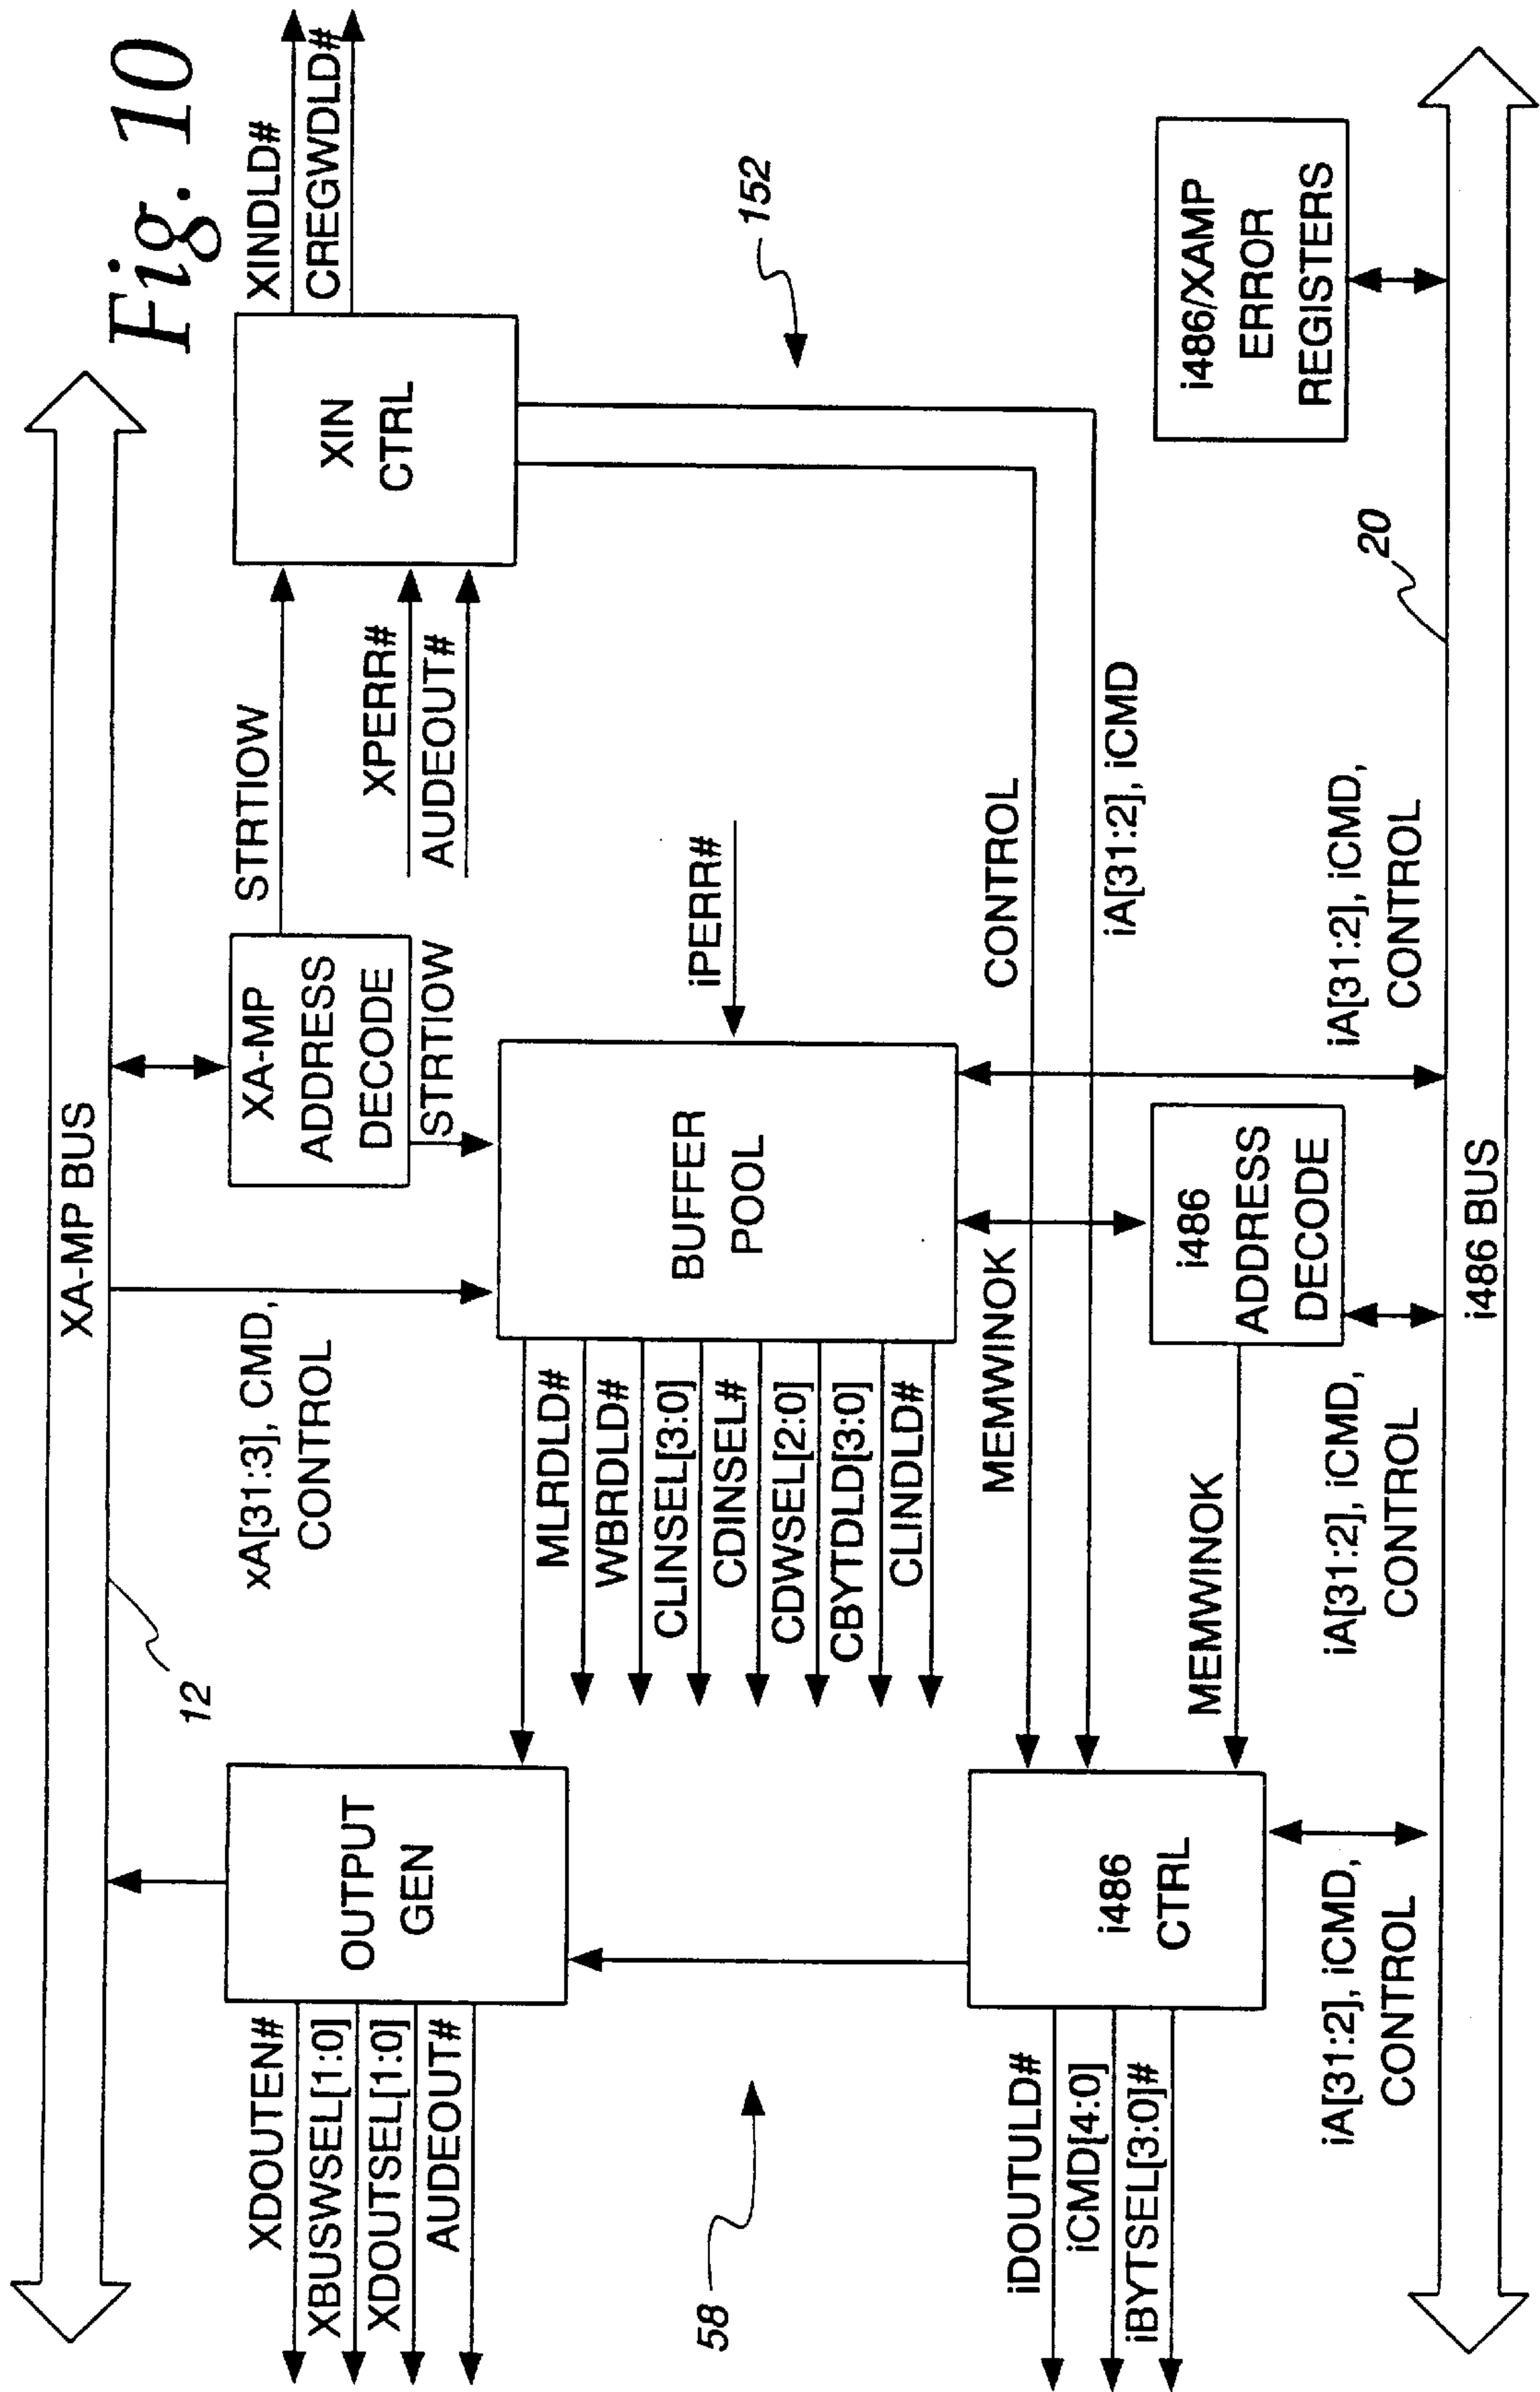 Fig. 10
XA-MP BUS
12
XDOUTEN#
XBUSWSEL[1:0]
XDOUTSEL[1:0]
AUDEOUT#
OUTPUT
GEN
xA[31:3], CMD,
CONTROL
XA-MP
ADDRESS
DECODE
STRTIOW
STRTIOW
XPERR#
AUDEOUT#
XIN
CTRL
XINDLD#
CREGWDLD#
MLRDLD#
WBRDLD#
CLINSEL[3:0]
CDINSEL#
CDWSEL[2:0]
CBYTDLD[3:0]
CLINDLD#
BUFFER
POOL
iPERR#
152
58
MEMWINOK
CONTROL
iA[31:2], iCMD
iDOUTULD#
iCMD[4:0]
iBYTSEL[3:0]#
i486
CTRL
MEMWINOK
i486
ADDRESS
DECODE
i486/XAMP
ERROR
REGISTERS
iA[31:2], iCMD,
CONTROL
iA[31:2], iCMD,
CONTROL
iA[31:2], iCMD,
CONTROL
20
i486 BUS